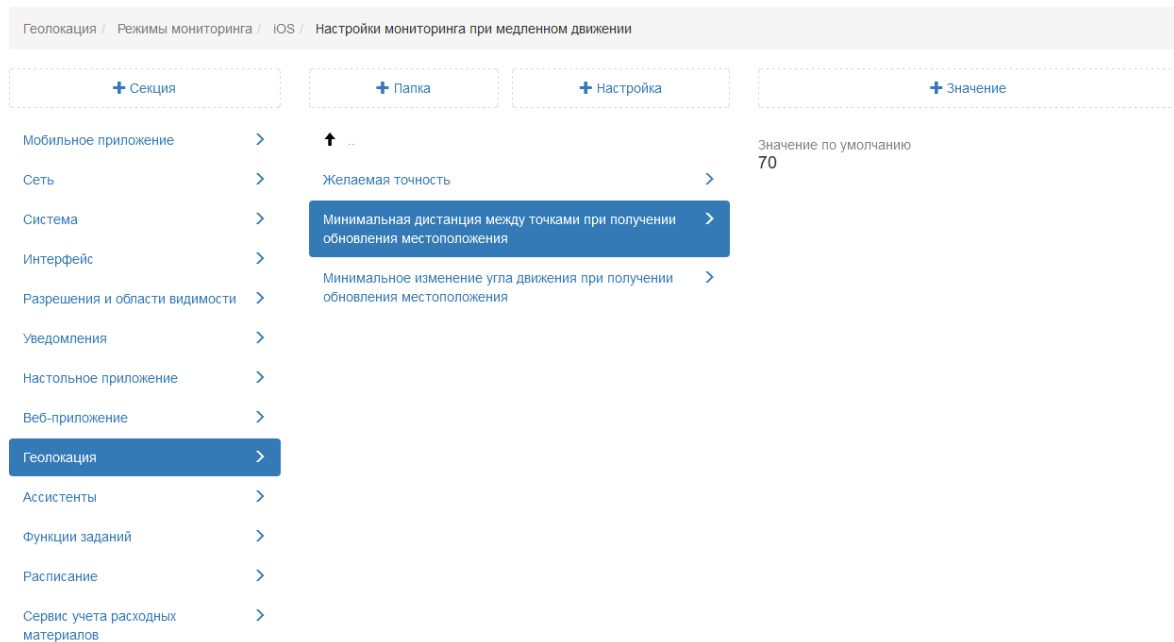 Геолокация / Режимы мониторинга / iOS / Настройки мониторинга при медленном движении
+ Секция
+ Папка
+ Настройка
+ Значение
Мобильное приложение
Сеть
Система
Интерфейс
Разрешения и области видимости
Уведомления
Настольное приложение
Веб-приложение
Геолокация
Ассистенты
Функции заданий
Расписание
Сервис учета расходных
материалов
..
Желаемая точность
Минимальная дистанция между точками при получении
обновления местоположения
Минимальное изменение угла движения при получении
обновления местоположения
Значение по умолчанию
70